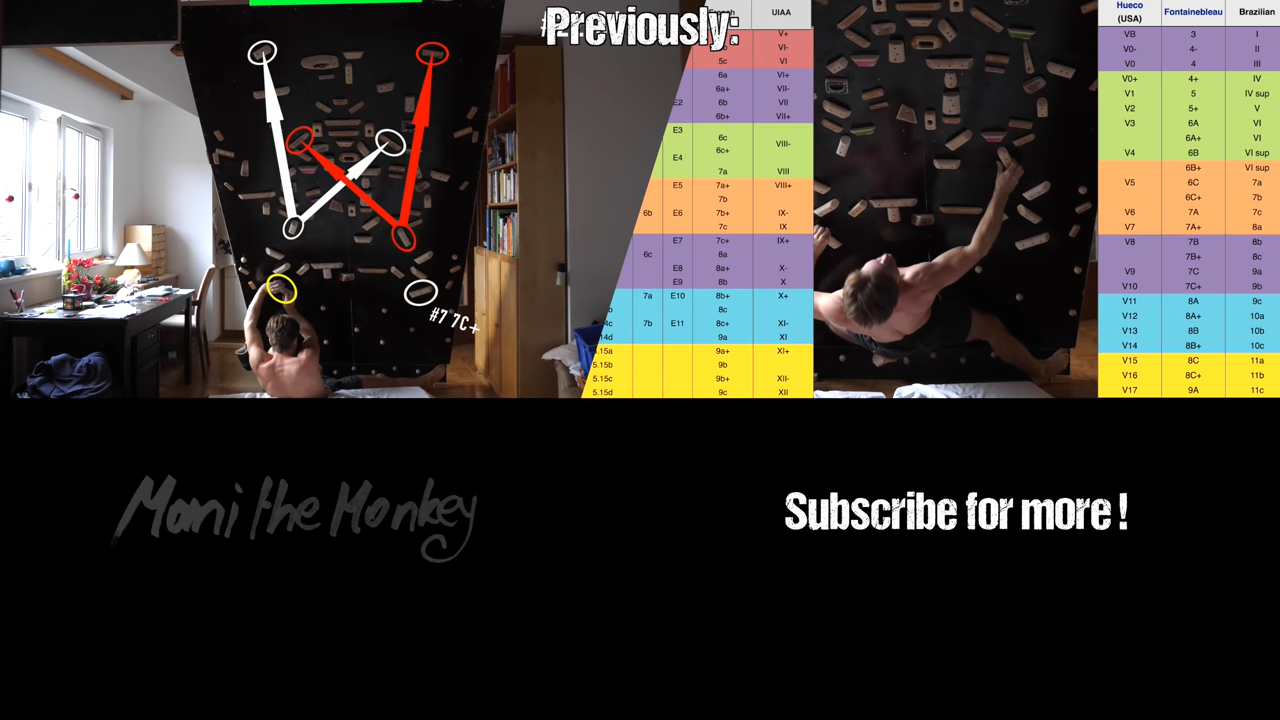 Previously:
French UIAA
V+
VI-
5c VI
6a VI+
6a+ VII-
E2 6b VII
6b+ VII+
E3
6c VIII-
6c+
E4
7a VIII
E5 7a+ VIII+
7b
6b E6 7b+ IX-
7c IX
E7 7c+ IX+
6c 8a
E8 8a+ X-
E9 8b X
7a E10 8b+ X+
8c
7b E11 8c+ XI-
9a XI
5.15a 9a+ XI+
5.15b 9b
5.15c 9b+ XII-
5.15d 9c XII
Hueco (USA) Fontainebleau Brazilian
VB 3 I
V0- 4- II
V0 4 III
V0+ 4+ IV
V1 5 IV sup
V2 5+ V
V3 6A VI
6A+ VI
V4 6B VI sup
6B+ VI sup
V5 6C 7a
6C+ 7b
V6 7A 7c
V7 7A+ 8a
V8 7B 8b
7B+ 8c
V9 7C 9a
V10 7C+ 9b
V11 8A 9c
V12 8A+ 10a
V13 8B 10b
V14 8B+ 10c
V15 8C 11a
V16 8C+ 11b
V17 9A 11c
#7 7C+
Mani the Monkey
Subscribe for more!